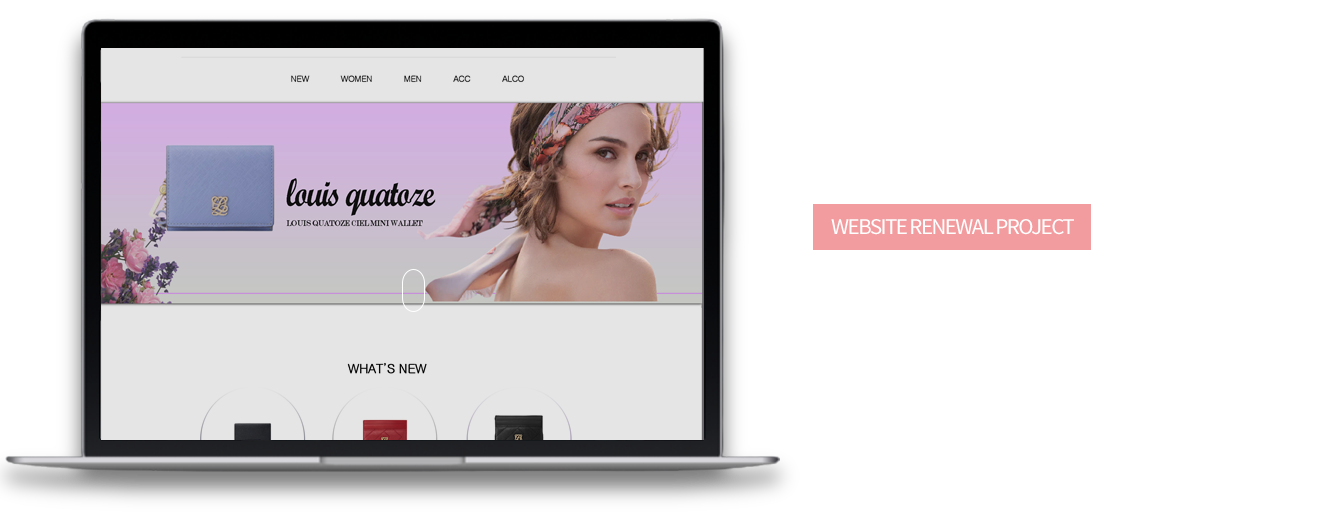 NEW WOMEN MEN ACC ALCO
louis quatoze
LOUIS QUATOZE CIEL MINI WALLET
WHAT'S NEW
WEBSITE RENEWAL PROJECT